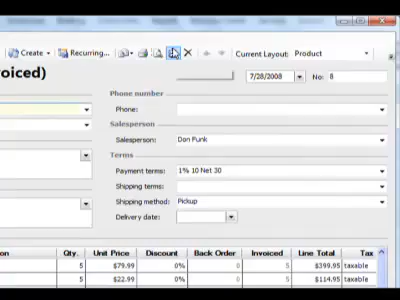 Create Recurring... Current Layout: Product
voiced) 7/28/2008 No: 8
Phone number
Phone:
Salesperson
Salesperson: Don Funk
Terms
Payment terms: 1% 10 Net 30
Shipping terms:
Shipping method: Pickup
Delivery date:
on Qty. Unit Price Discount Back Order Invoiced Line Total Tax
5 $79.99 0% 0 5 $399.95 taxable
5 $22.99 0% 0 5 $114.95 taxable